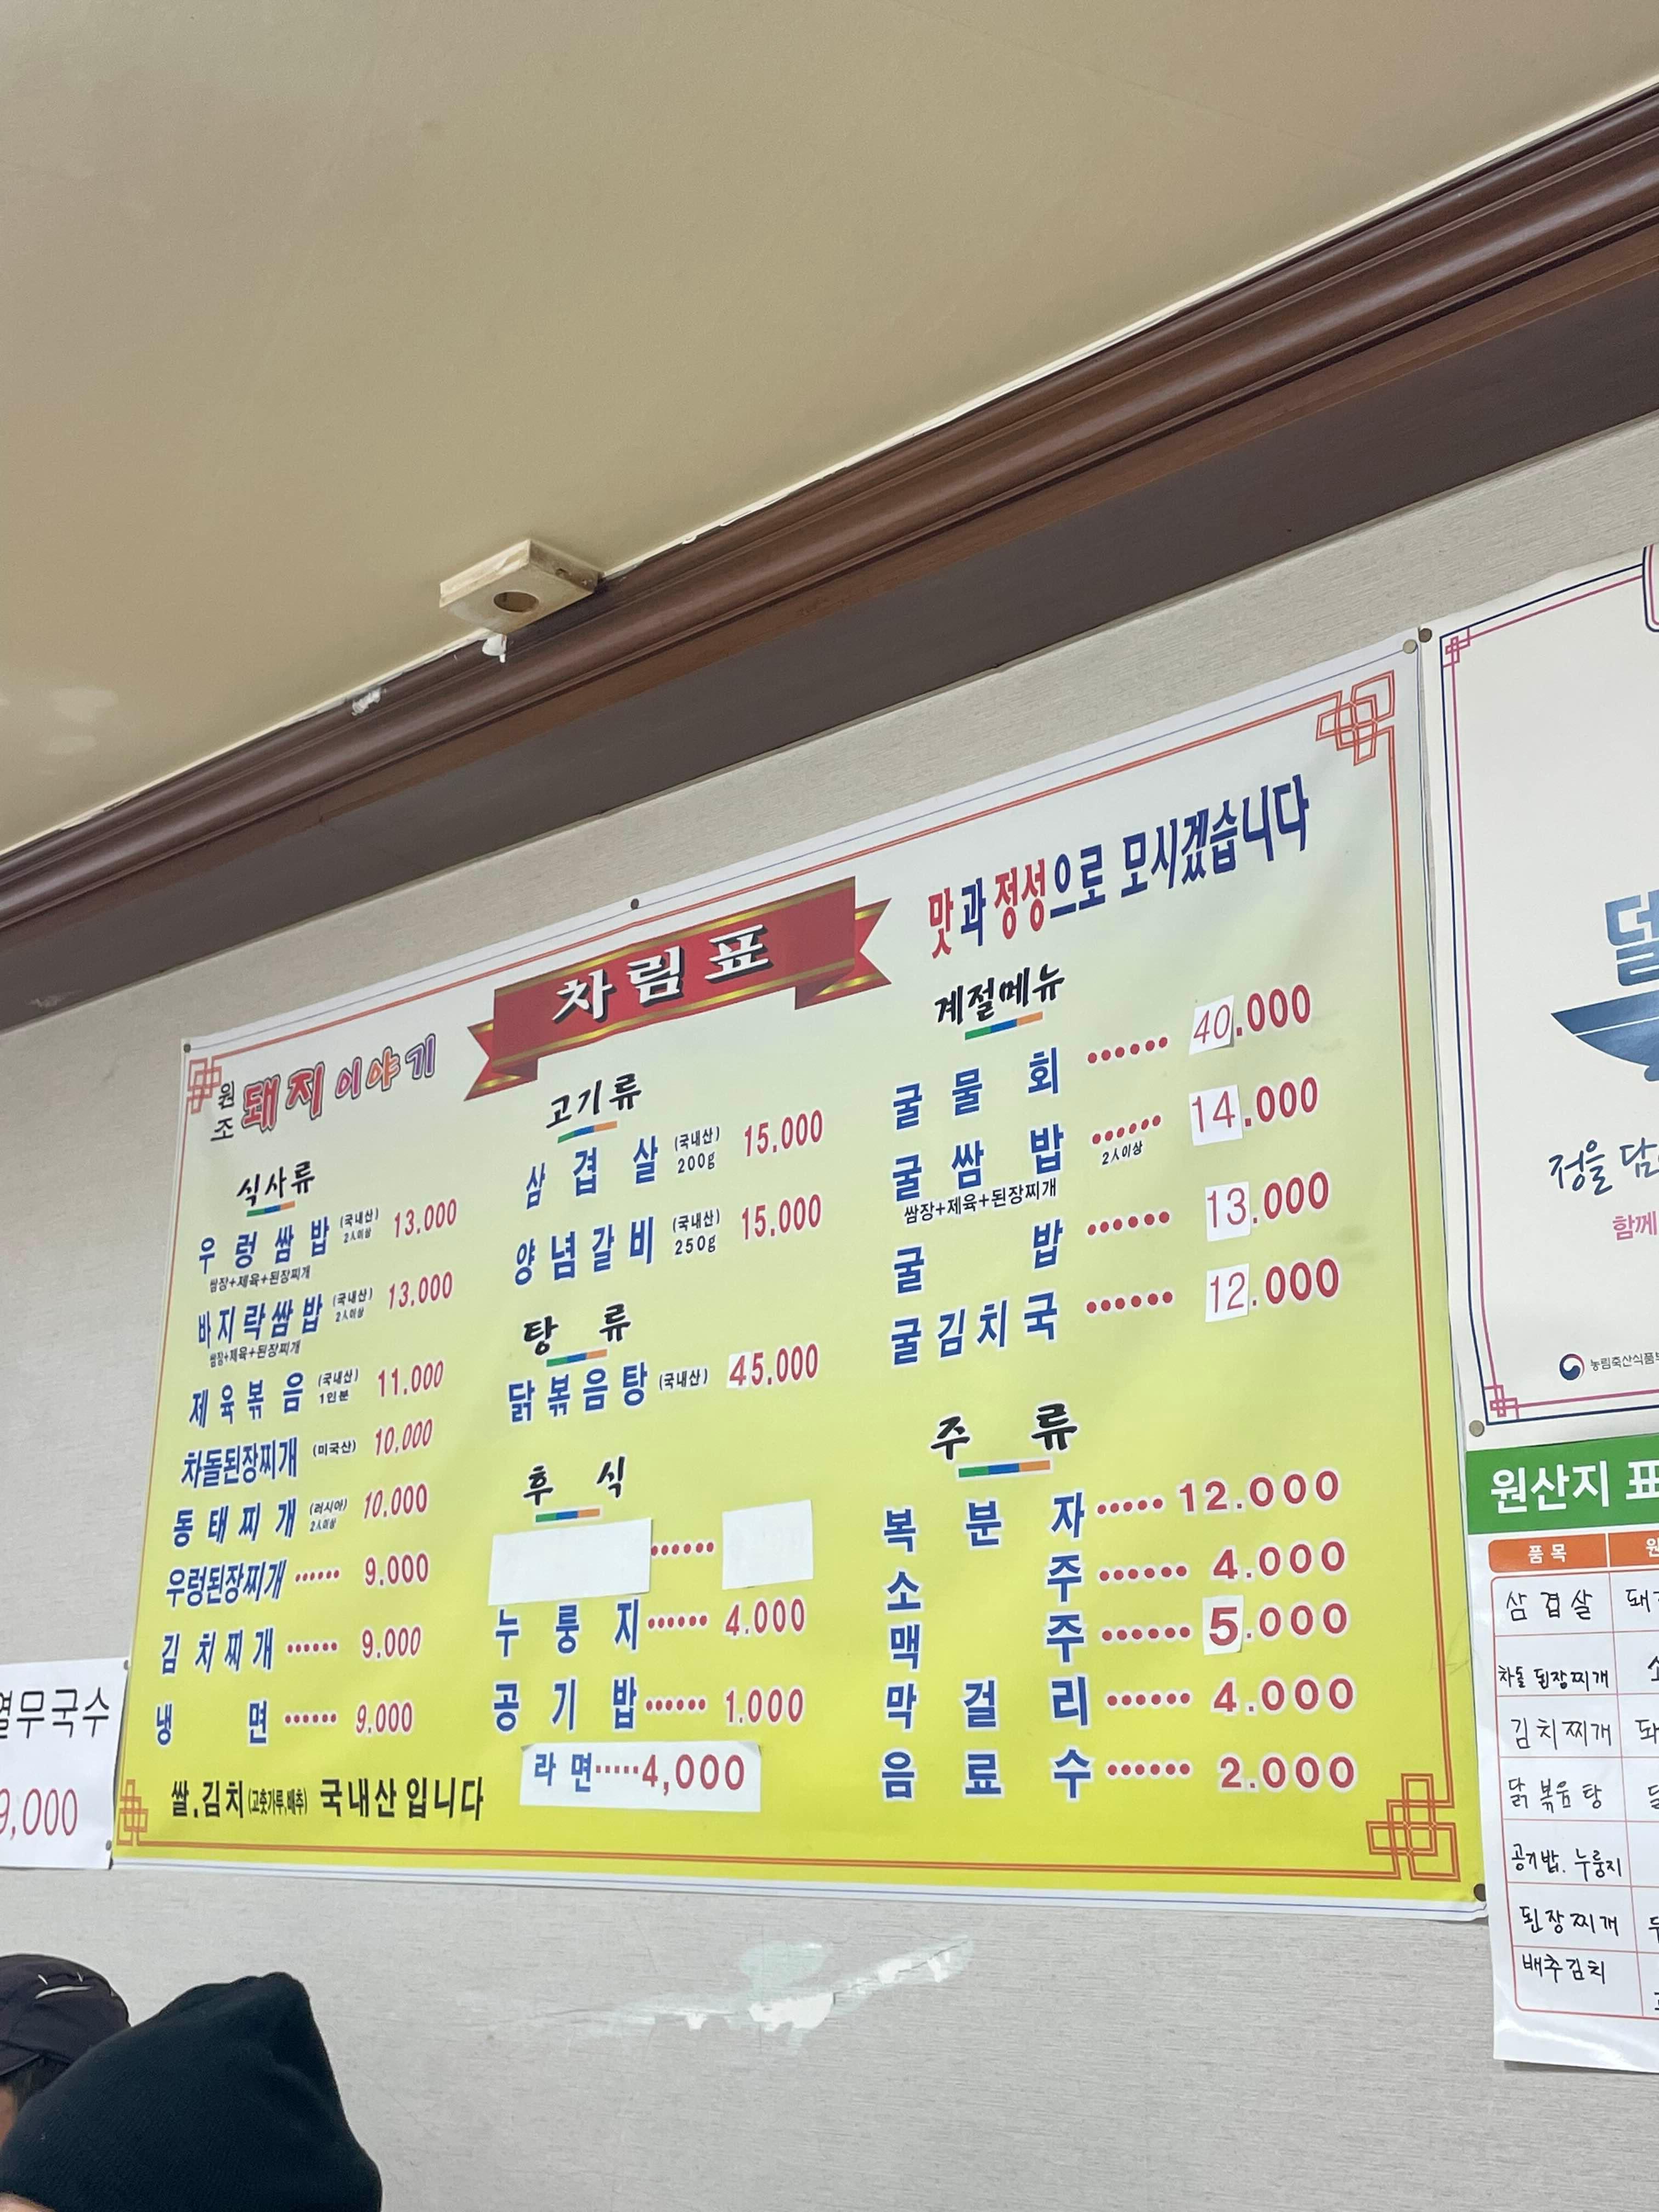 차림표
맛과 정성으로 모시겠습니다
원조 돼지이야기
식사류
우렁쌈밥 (국내산) 2人이상 13.000
쌈장+제육+된장찌개
바지락쌈밥 (국내산) 2人이상 13.000
쌈장+제육+된장찌개
제육볶음 (국내산) 1인분 11.000
차돌된장찌개 (미국산) 10,000
동태찌개 (러시아) 2人이상 10.000
우렁된장찌개 ...... 9.000
김치찌개 ...... 9.000
냉면 ...... 9.000
쌀.김치(고춧가루,배추) 국내산입니다
고기류
삼겹살 (국내산) 200g 15.000
양념갈비 (국내산) 250g 15.000
탕류
닭볶음탕 (국내산) 45.000
후식
......
누룽지 ...... 4.000
공기밥 ...... 1.000
라면 ..... 4,000
계절메뉴
굴물회 ...... 40.000
굴쌈밥 ...... 2人이상 14.000
쌈장+제육+된장찌개
굴밥 ...... 13.000
굴김치국 ...... 12.000
주류
복분자 ..... 12.000
소주 ...... 4.000
맥주 ...... 5.000
막걸리 ...... 4.000
음료수 ...... 2.000
열무국수
9,000
정을 담
함께
농림축산식품부
원산지 표
품목
삼겹살
차돌 된장찌개
김치찌개
닭볶음탕
공기밥. 누룽지
된장찌개
배추김치